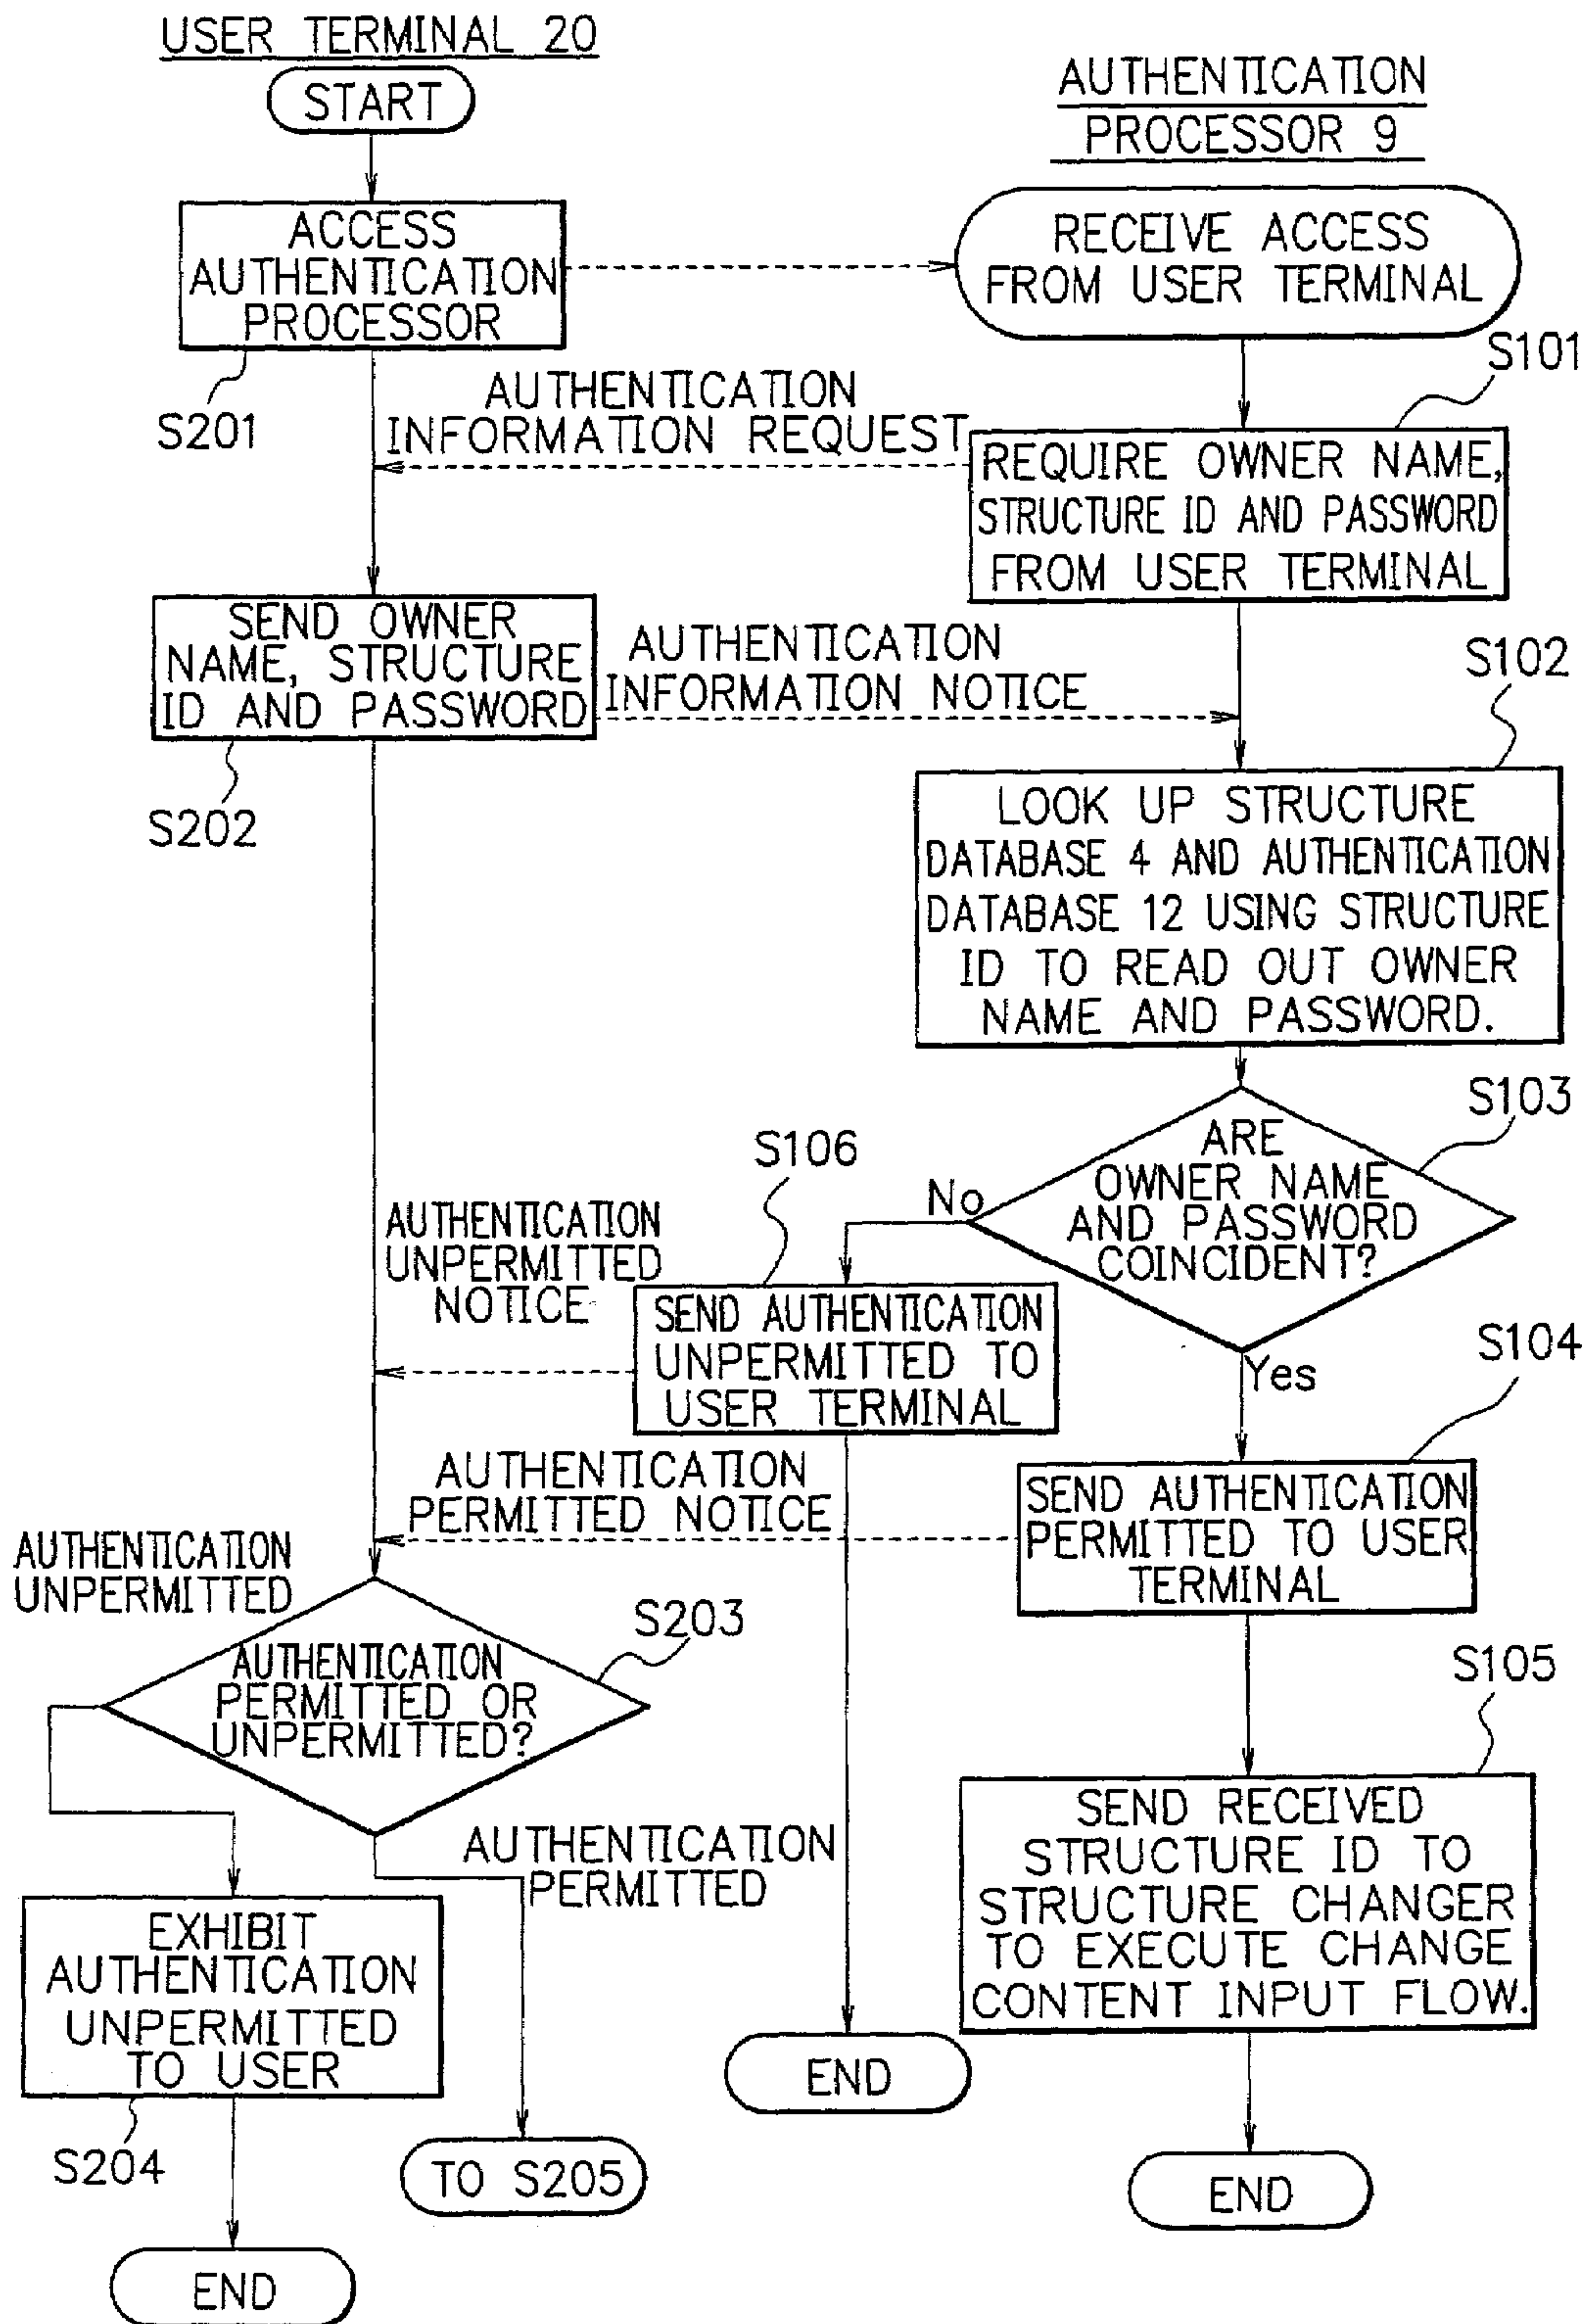 USER TERMINAL 20
START
AUTHENTICATION
PROCESSOR 9
ACCESS
AUTHENTICATION
PROCESSOR
RECEIVE ACCESS
FROM USER TERMINAL
S201
S101
AUTHENTICATION
INFORMATION REQUEST
REQUIRE OWNER NAME,
STRUCTURE ID AND PASSWORD
FROM USER TERMINAL
SEND OWNER
NAME, STRUCTURE
ID AND PASSWORD
AUTHENTICATION
INFORMATION NOTICE
S202
S102
LOOK UP STRUCTURE
DATABASE 4 AND AUTHENTICATION
DATABASE 12 USING STRUCTURE
ID TO READ OUT OWNER
NAME AND PASSWORD.
S103
ARE
OWNER NAME
AND PASSWORD
COINCIDENT?
No
Yes
S106
AUTHENTICATION
UNPERMITTED
NOTICE
SEND AUTHENTICATION
UNPERMITTED TO
USER TERMINAL
S104
AUTHENTICATION
PERMITTED NOTICE
SEND AUTHENTICATION
PERMITTED TO USER
TERMINAL
AUTHENTICATION
UNPERMITTED
S203
AUTHENTICATION
PERMITTED OR
UNPERMITTED?
S105
AUTHENTICATION
PERMITTED
SEND RECEIVED
STRUCTURE ID TO
STRUCTURE CHANGER
TO EXECUTE CHANGE
CONTENT INPUT FLOW.
EXHIBIT
AUTHENTICATION
UNPERMITTED
TO USER
END
S204
TO S205
END
END